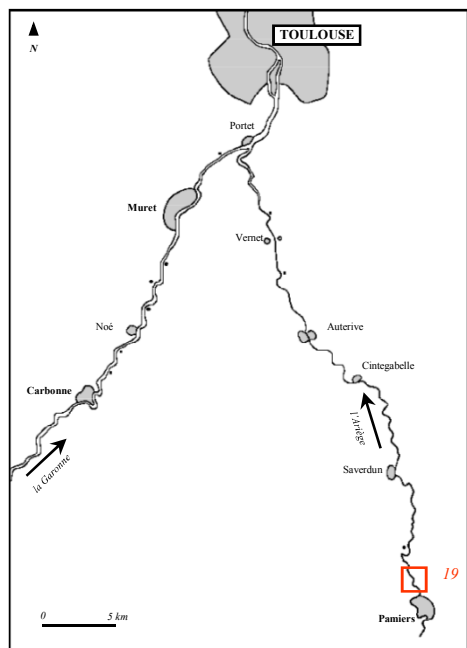 TOULOUSE
N
Portet
Muret
Vernet
Noé
Auterive
Cintegabelle
Carbonne
l'Ariège
la Garonne
Saverdun
19
0 5 km
Pamiers